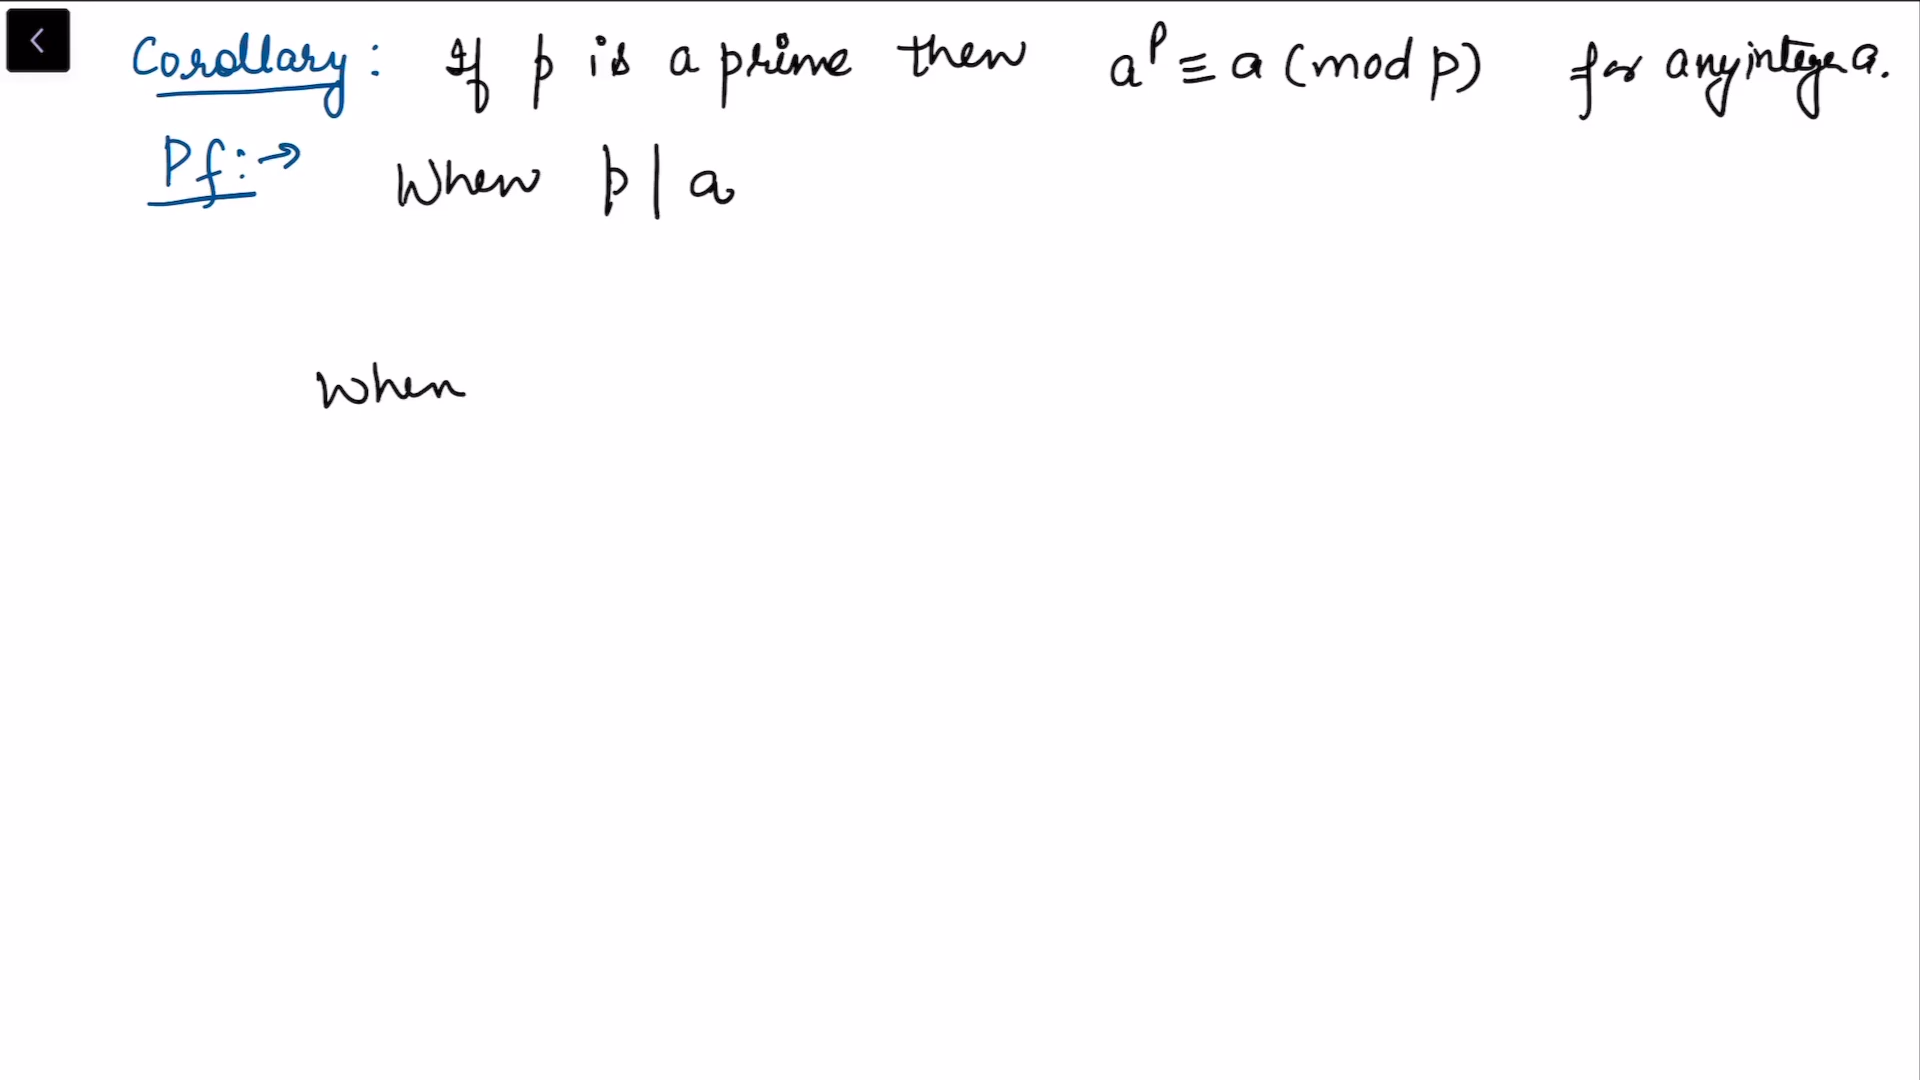 Corollary: If p is a prime then a^p ≡ a (mod p) for any integer a.
Pf:→ When p | a
When